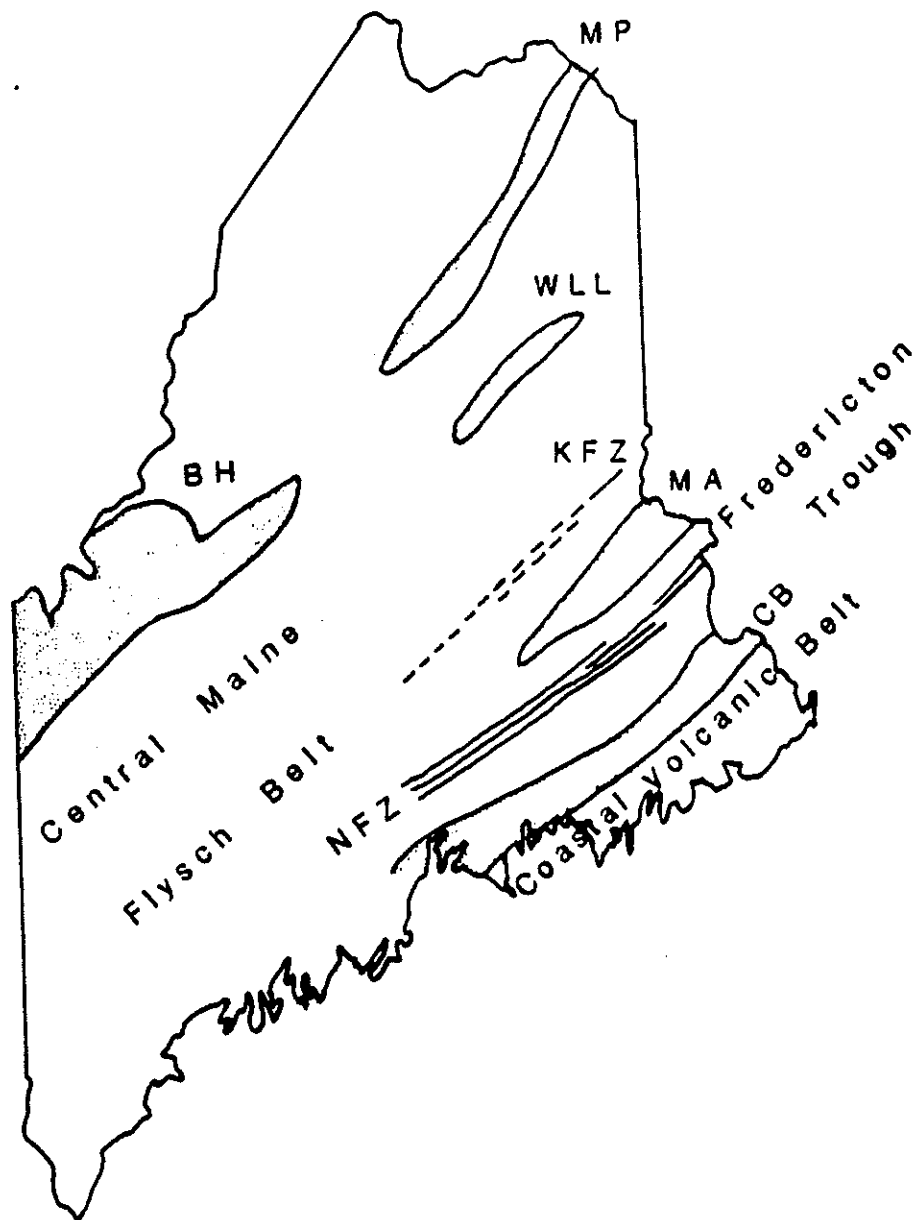 MP
WLL
KFZ
MA
Fredericton
Trough
BH
CB
Central Maine
Flysch Belt
NFZ
Coastal Volcanic Belt